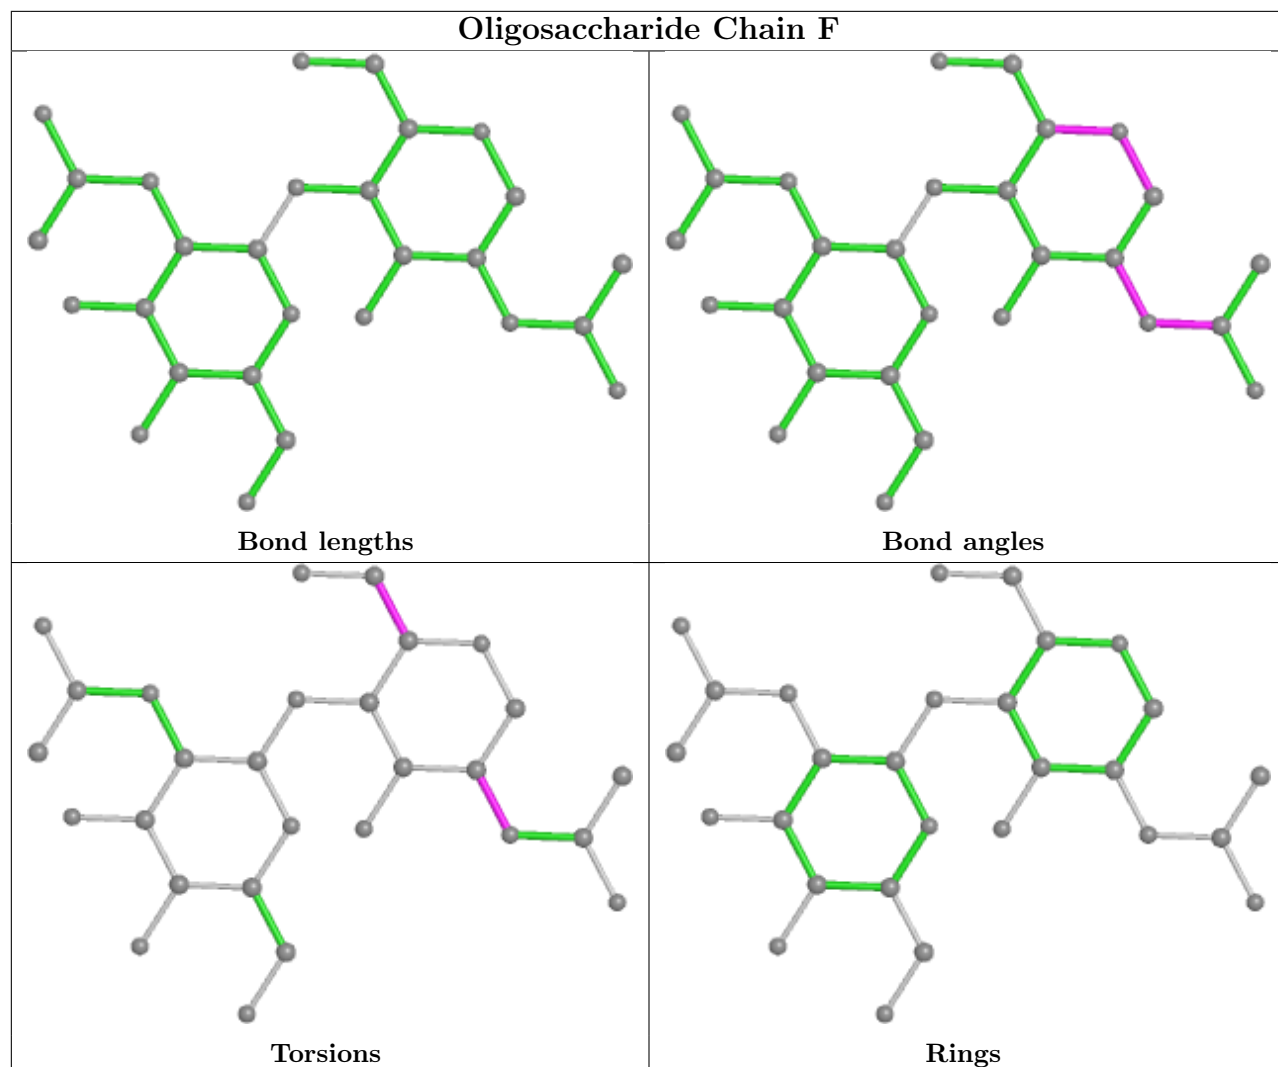 Oligosaccharide Chain F
Bond lengths
Bond angles
Torsions
Rings